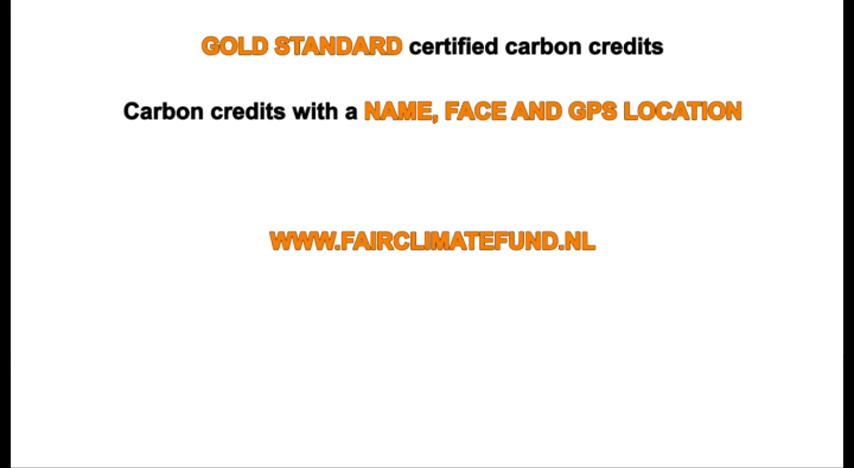 GOLD STANDARD certified carbon credits
Carbon credits with a NAME, FACE AND GPS LOCATION
WWW.FAIRCLIMATEFUND.NL